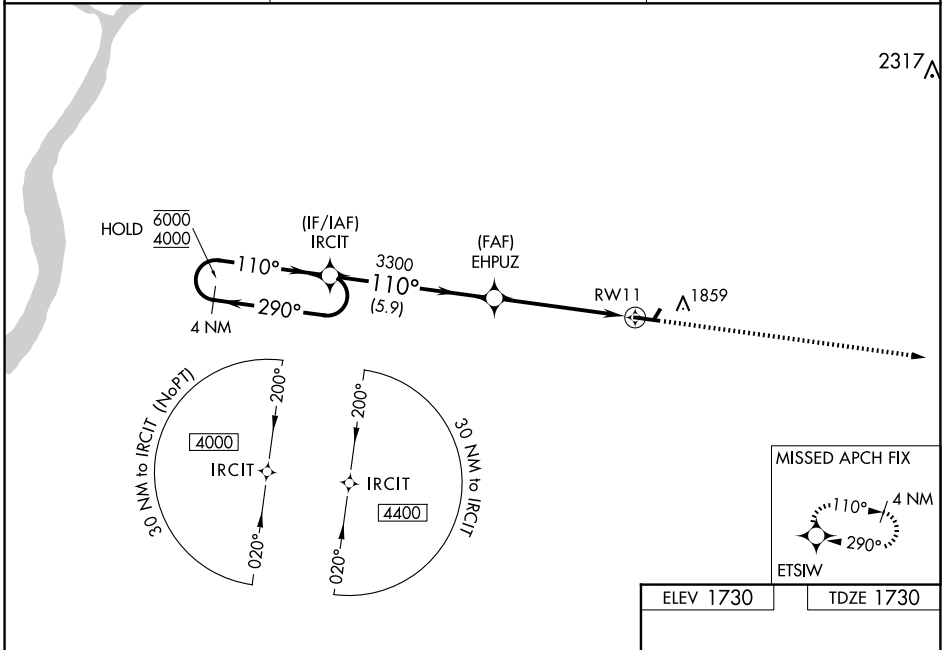 2317
HOLD 6000
4000
(IF/IAF)
IRCIT
(FAF)
EHPUZ
110°
3300
110°
(5.9)
RW11
1859
290°
4 NM
30 NM to IRCIT (NoPT)
200°
4000
IRCIT
020°
200°
30 NM to IRCIT
IRCIT
4400
020°
MISSED APCH FIX
110°
4 NM
290°
ETSIW
ELEV 1730
TDZE 1730